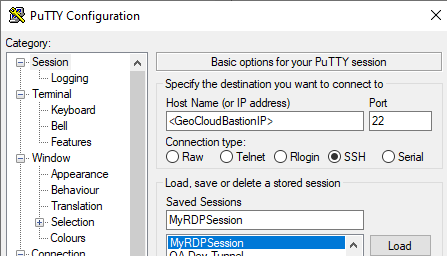 PuTTY Configuration
Category:
Session
Logging
Terminal
Keyboard
Bell
Features
Window
Appearance
Behaviour
Translation
Selection
Colours
Connection
Basic options for your PuTTY session
Specify the destination you want to connect to
Host Name (or IP address) Port
<GeoCloudBastionIP> 22
Connection type:
Raw Telnet Rlogin SSH Serial
Load, save or delete a stored session
Saved Sessions
MyRDPSession
MyRDPSession Load
QA Dev Tunnel